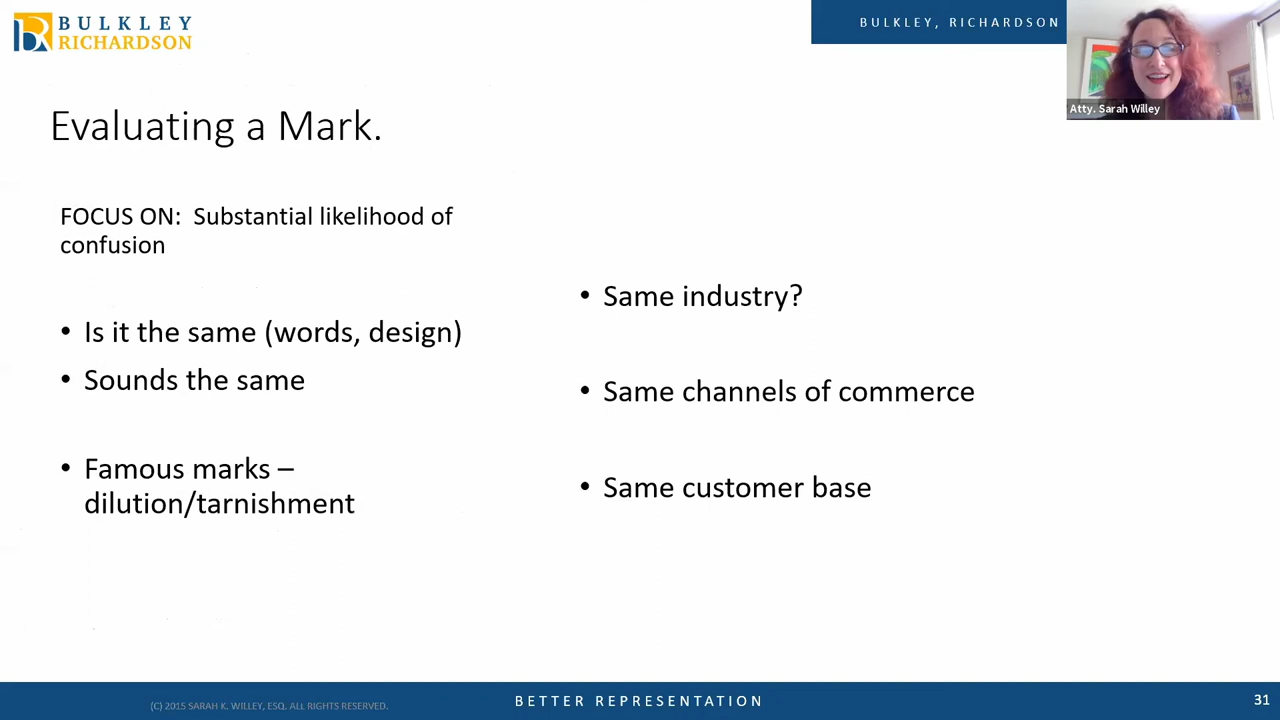 BULKLEY
RICHARDSON
BULKLEY, RICHARDSON
Atty. Sarah Willey
Evaluating a Mark.
FOCUS ON: Substantial likelihood of
confusion
• Is it the same (words, design)
• Sounds the same
• Famous marks –
dilution/tarnishment
• Same industry?
• Same channels of commerce
• Same customer base
(C) 2015 SARAH K. WILLEY, ESQ. ALL RIGHTS RESERVED.
BETTER REPRESENTATION
31